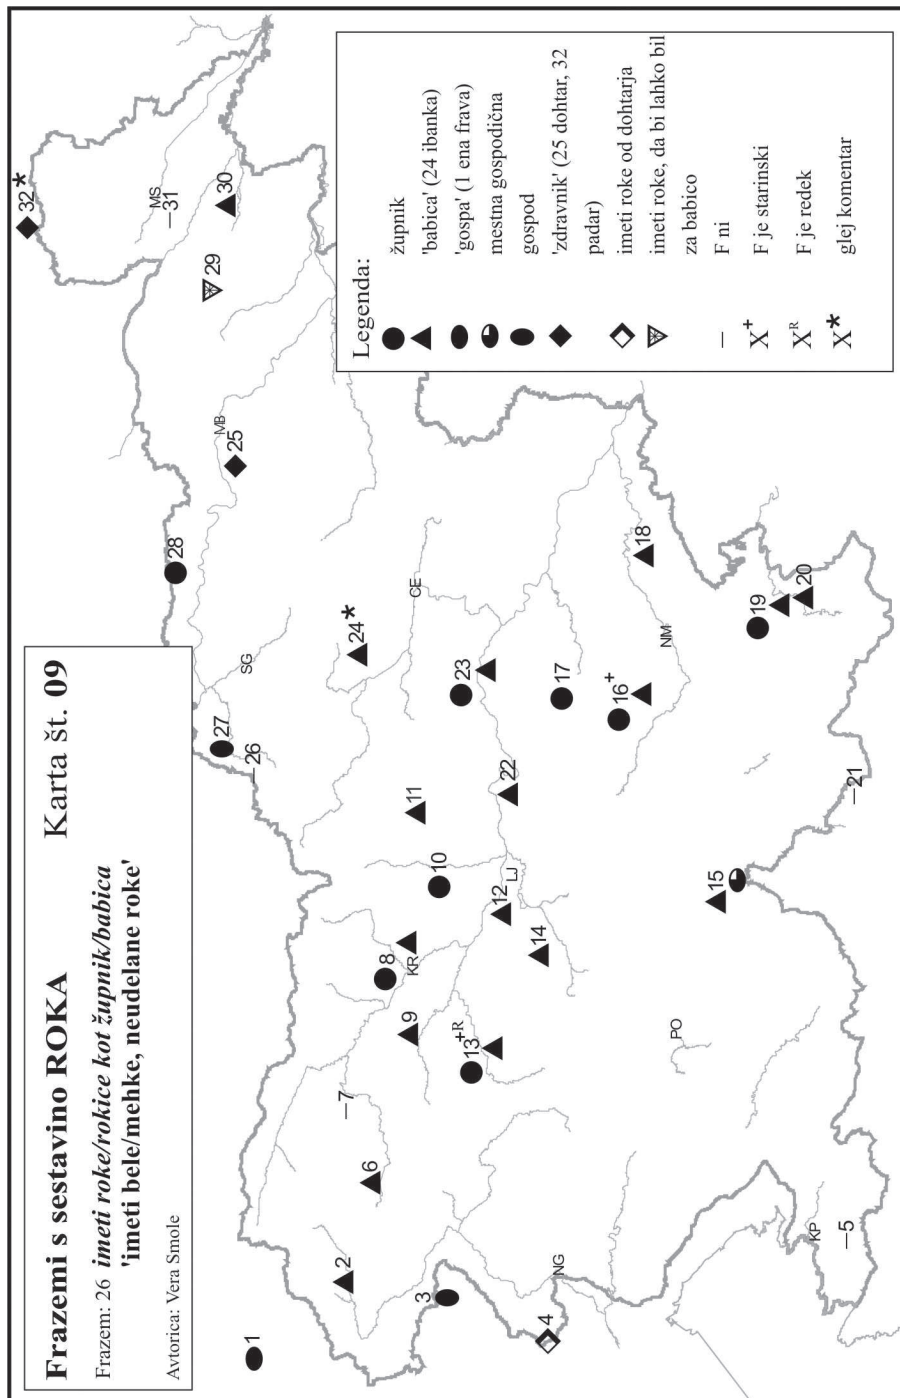 Frazemi s sestavino ROKA Karta št. 09
Frazem: 26 imeti roke/rokice kot župnik/babica
'imeti bele/mehke, neudelane roke'
Avtorica: Vera Smole
Legenda:
župnik
'babica' (24 ibanka)
'gospa' (1 ena frava)
mestna gospodična
gospod
'zdravnik' (25 dohtar, 32
padar)
imeti roke od dohtarja
imeti roke, da bi lahko bil
za babico
– F ni
X+ F je starinski
XR F je redek
X* glej komentar
1
2
3
4
–5
6
–7
8
9
10
11
12
13+R
14
15
16+
17
18
19
20
–21
22
23
24*
25
–26
27
28
29
30
–31
32*
NG
KP
PO
KR
LJ
SG
CE
NM
MB
MS